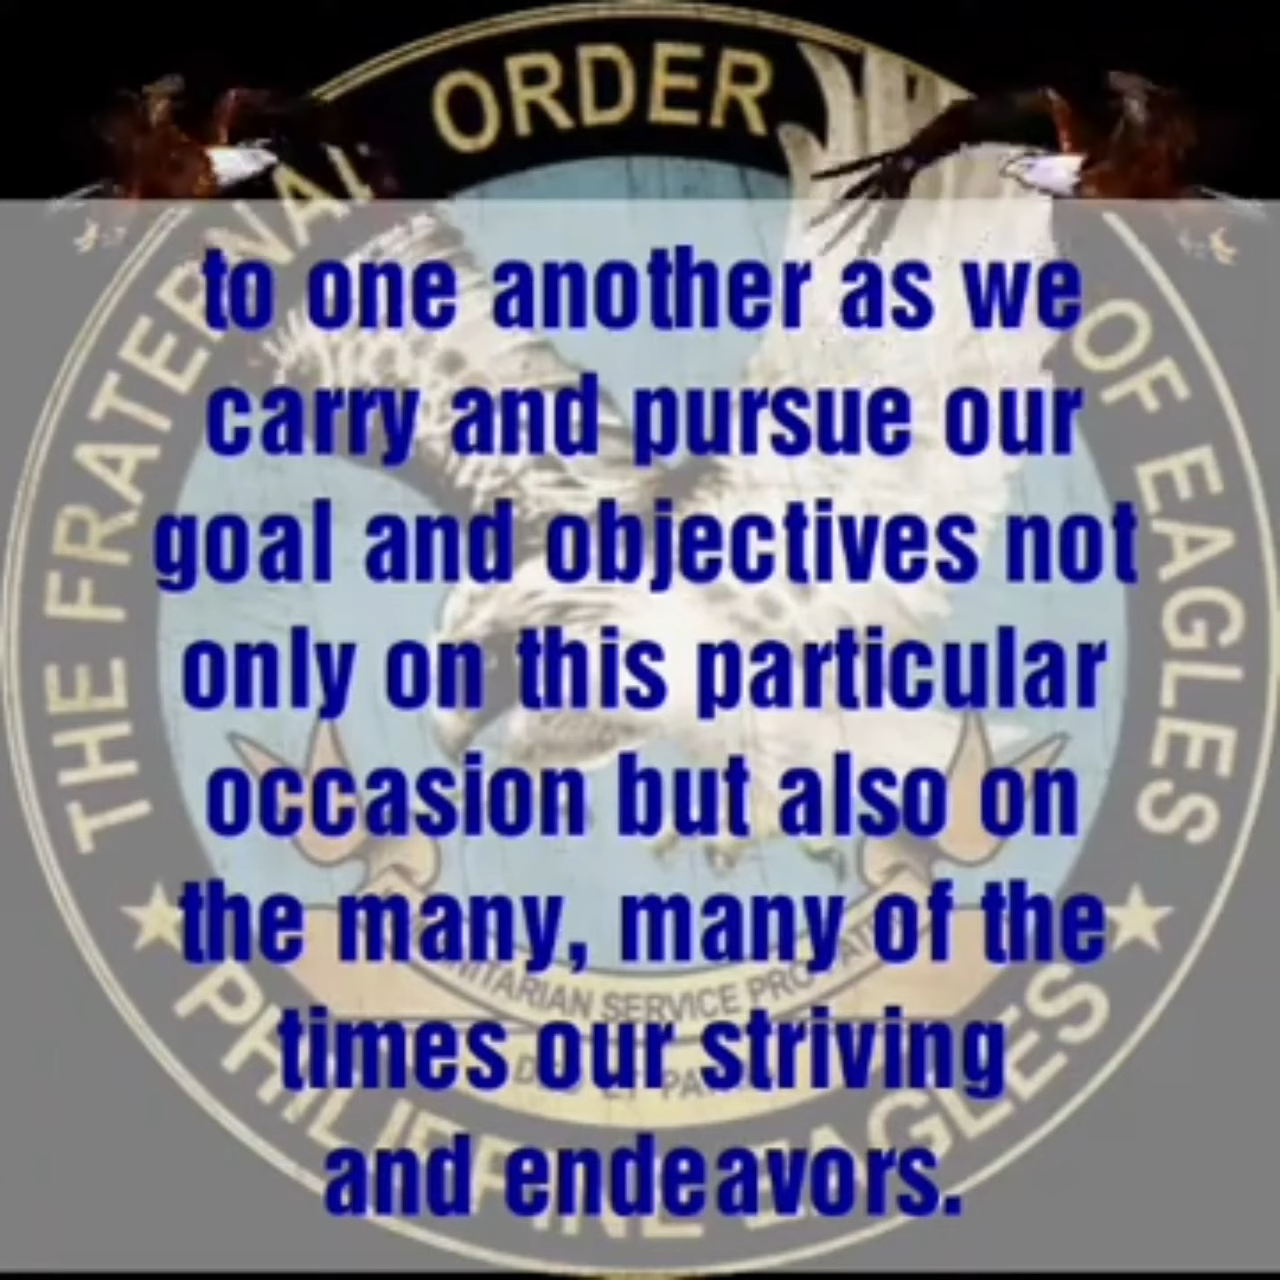 THE FRATERNAL ORDER OF EAGLES
to one another as we
carry and pursue our
goal and objectives not
only on this particular
occasion but also on
the many, many of the
times our striving
and endeavors.
SERVICE
PHILIPPINE EAGLES